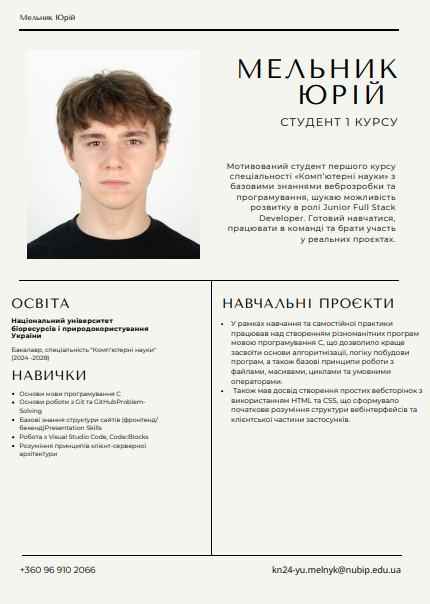 Мельник Юрій
МЕЛЬНИК
ЮРІЙ
СТУДЕНТ 1 КУРСУ
Мотивований студент першого курсу
спеціальності «Комп’ютерні науки» з
базовими знаннями веброзробки та
програмування, шукаю можливість
розвитку в ролі Junior Full Stack
Developer. Готовий навчатися,
працювати в команді та брати участь
у реальних проєктах.
ОСВІТА
Національний університет
біоресурсів і природокористування
України
Бакалавр, спеціальність "Комп'ютерні науки"
(2024 -2028)
НАВИЧКИ
• Основи мови програмування C
• Основи роботи з Git та GitHubProblem-
Solving
• Базові знання структури сайтів (фронтенд/
бекенд)Presentation Skills
• Робота з Visual Studio Code, Code:Blocks
• Розуміння принципів клієнт-серверної
архітектури
НАВЧАЛЬНІ ПРОЄКТИ
• У рамках навчання та самостійної практики
працював над створенням різноманітних програм
мовою програмування C, що дозволило краще
засвоїти основи алгоритмізації, логіку побудови
програм, а також принципи роботи з
файлами, масивами, циклами та умовними
операторами.
• Також мав досвід створення простих вебсторінок з
використанням HTML та CSS, що сформувало
початкове розуміння структури вебінтерфейсів та
клієнтської частини застосунків.
+360 96 910 2066
kn24-yu.melnyk@nubip.edu.ua